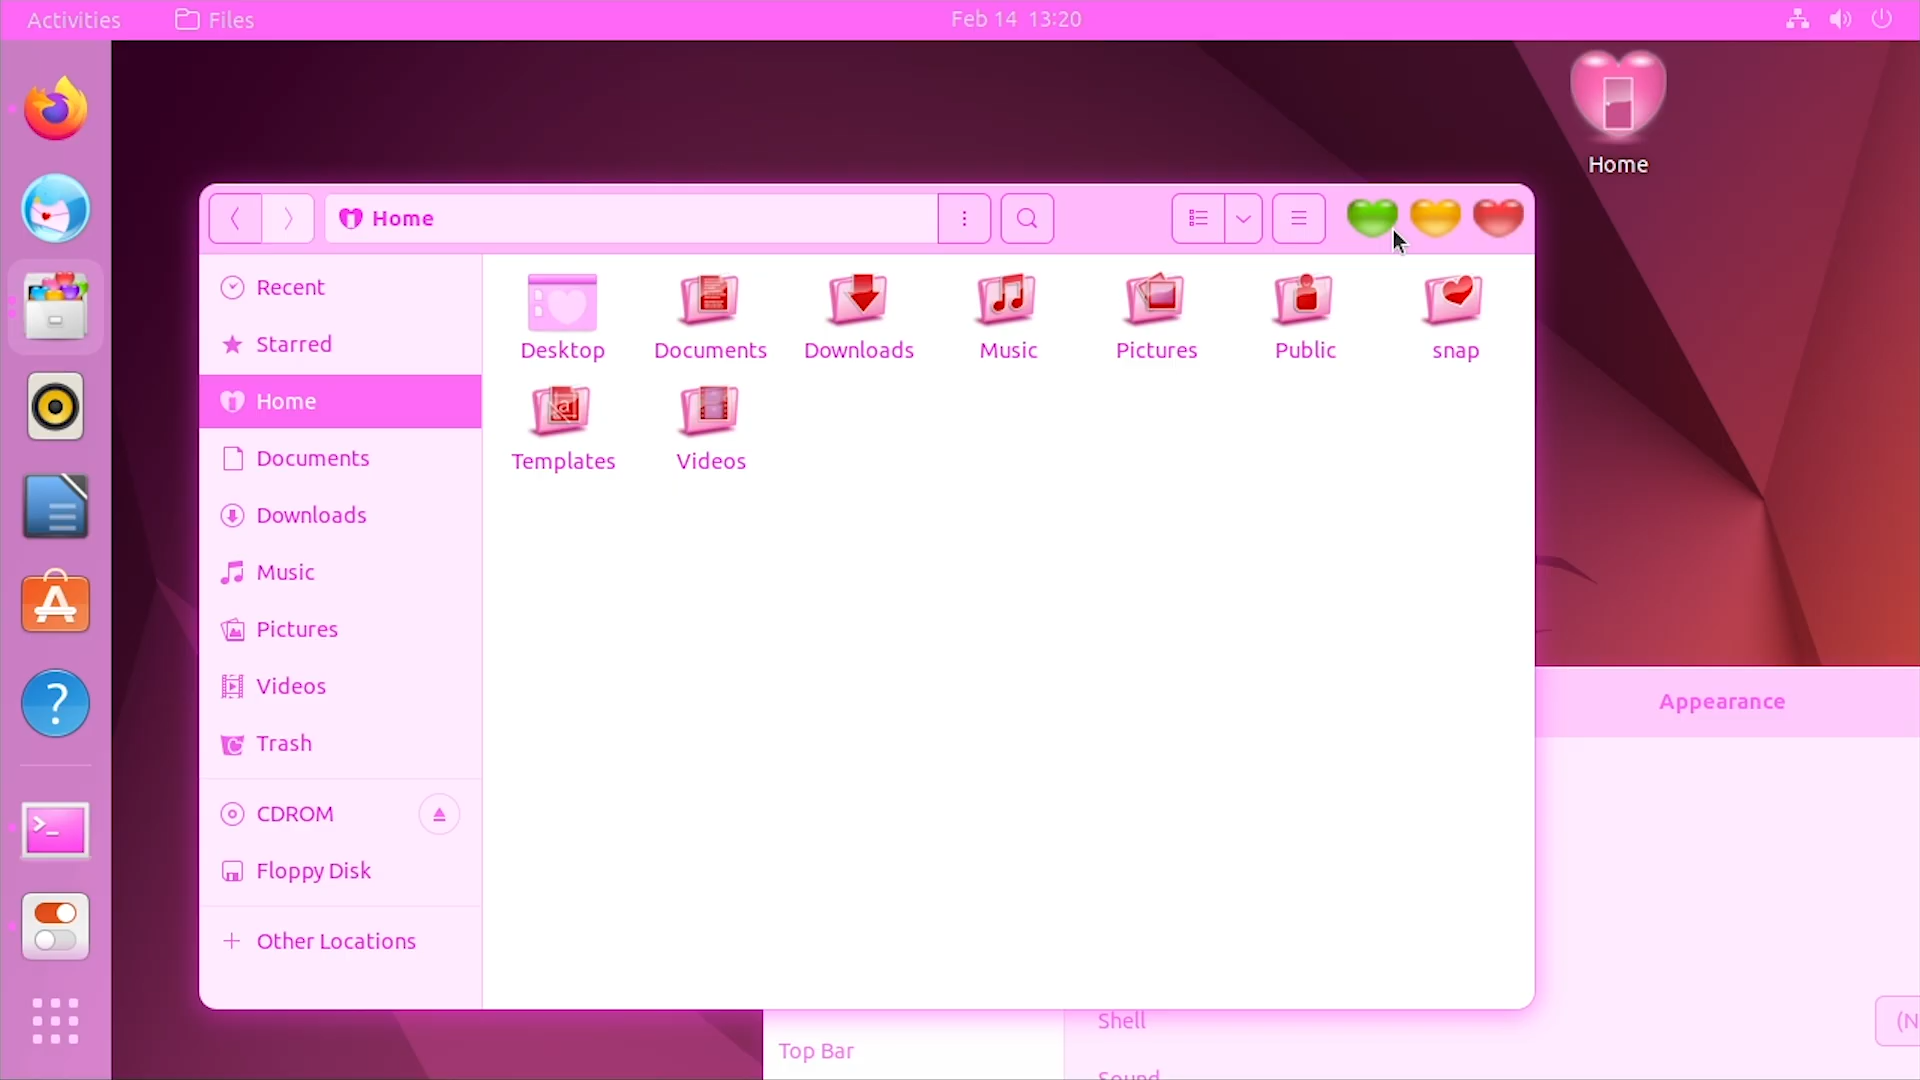 Activities
Files
Feb 14 13:20
Home
Home
Recent
Starred
Home
Documents
Downloads
Music
Pictures
Videos
Trash
CDROM
Floppy Disk
Other Locations
Desktop
Documents
Downloads
Music
Pictures
Public
snap
Templates
Videos
Appearance
Shell
(N
Top Bar
Sound